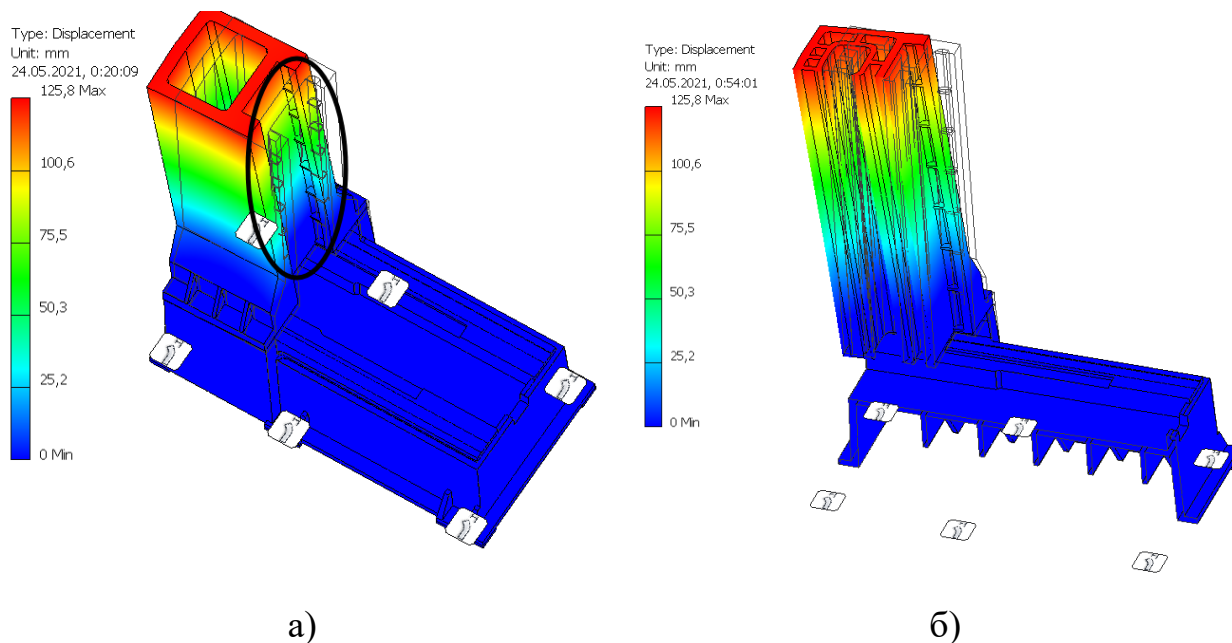 Type: Displacement
Unit: mm
24.05.2021, 0:20:09
125,8 Max
100,6
75,5
50,3
25,2
0 Min
а)
Type: Displacement
Unit: mm
24.05.2021, 0:54:01
125,8 Max
100,6
75,5
50,3
25,2
0 Min
б)